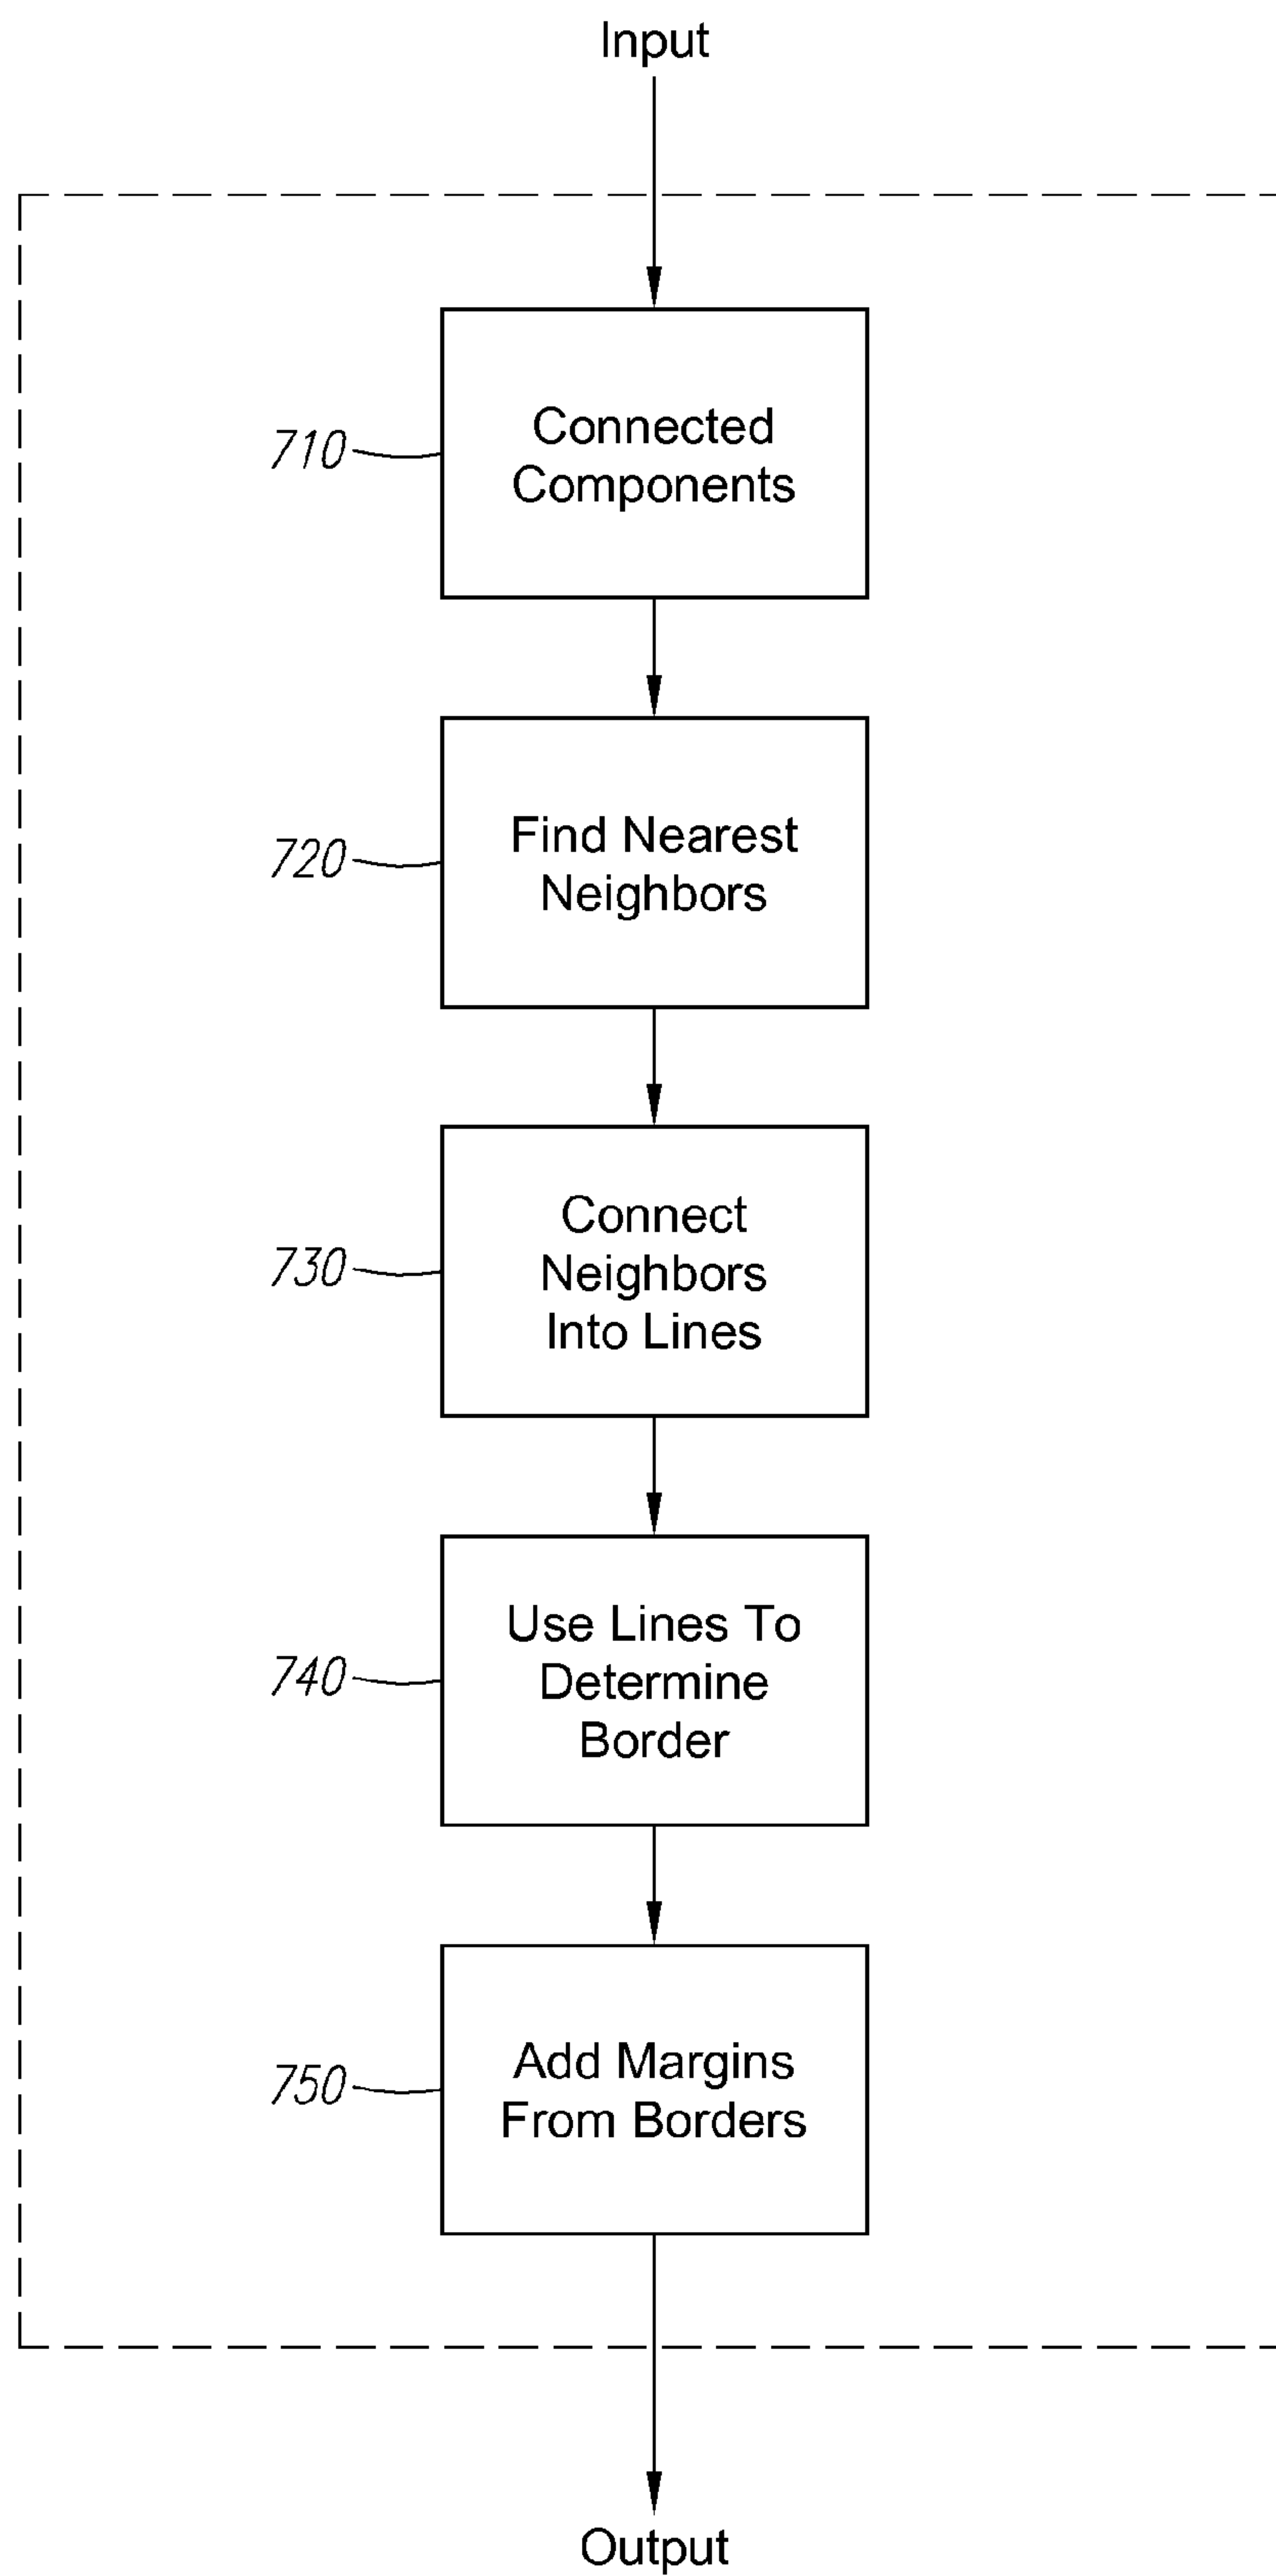 Input
710
Connected
Components
720
Find Nearest
Neighbors
730
Connect
Neighbors
Into Lines
740
Use Lines To
Determine
Border
750
Add Margins
From Borders
Output